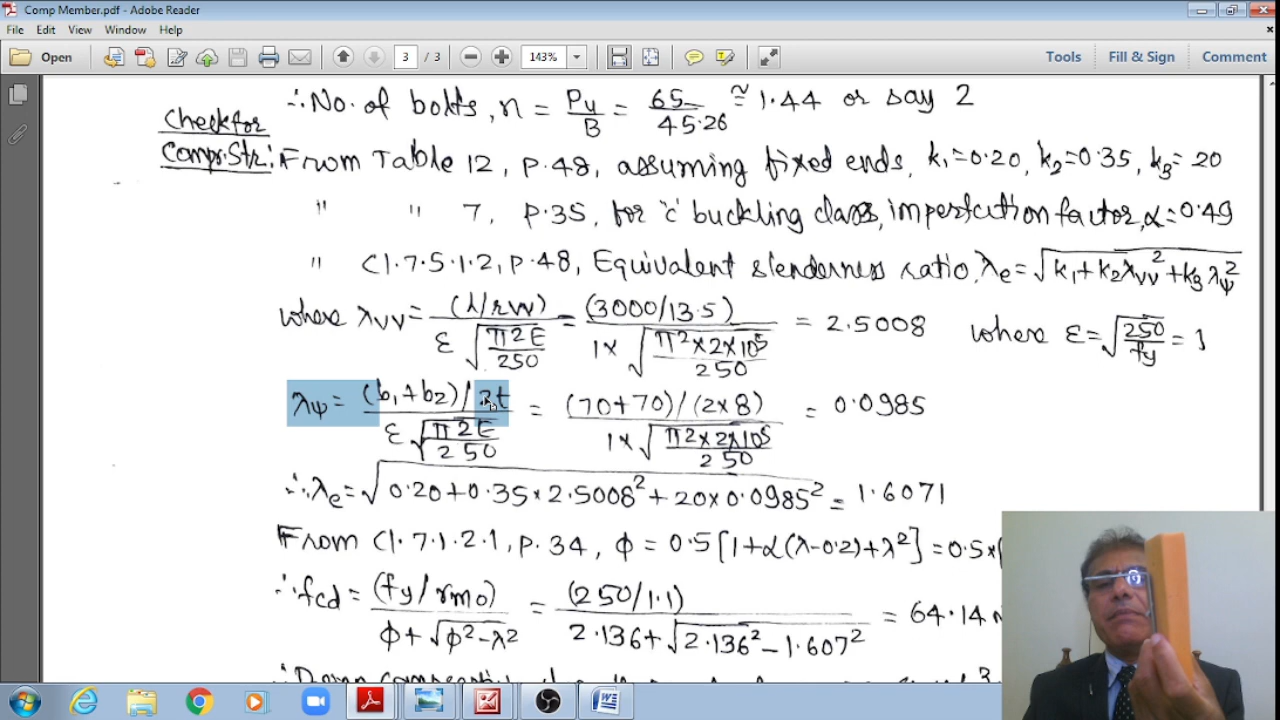 Comp Member.pdf - Adobe Reader
File Edit View Window Help
Open 3 / 3 143% Tools Fill & Sign Comment
∴No. of bolts, n = Pu/B = 65/45.26 ≅ 1.44 or say 2
Check for
Compr. Str: From Table 12, P.48, assuming fixed ends, k1=0.20, k2=0.35, k3=20
" " 7, P.35, for 'c' buckling class, imperfection factor, α=0.49
" Cl.7.5.1.2, P.48, Equivalent slenderness ratio, λe=√(k1+k2λvv²+k3λψ²)
where λvv = (l/rvv) / (ε√(π2E/250)) = (3000/13.5) / (1×√(π²×2×10⁵/250)) = 2.5008 where ε=√(250/fy)=1
λψ = (b1+b2)/2t / (ε√(π2E/250)) = (70+70)/(2×8) / (1×√(π2×2×10⁵/250)) = 0.0985
∴λe=√(0.20+0.35×2.5008²+20×0.0985²) = 1.6071
From Cl.7.1.2.1, P.34, ϕ = 0.5[1+α(λ-0.2)+λ²]=0.5×
∴fcd = (fy/rmo) / (ϕ+√(ϕ²-λ²)) = (250/1.1) / (2.136+√(2.136²-1.607²)) = 64.14